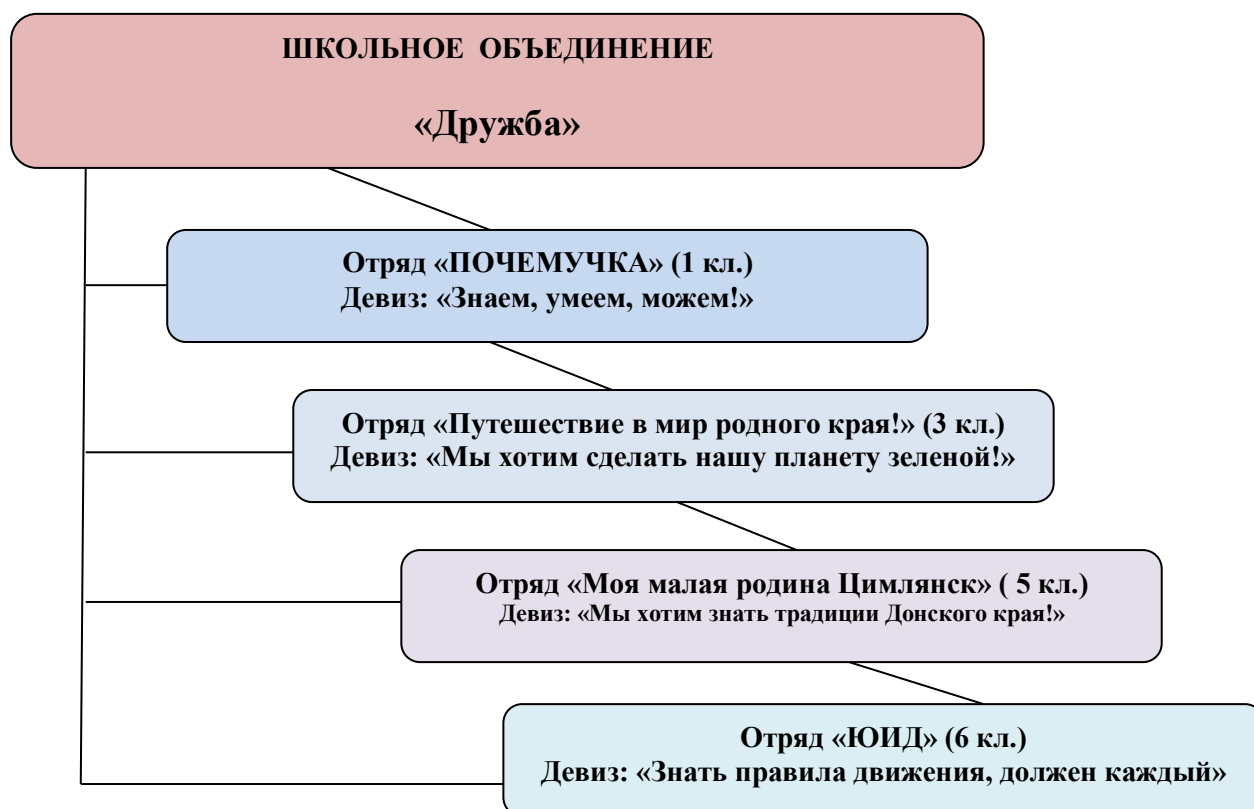 ШКОЛЬНОЕ ОБЪЕДИНЕНИЕ
«Дружба»
Отряд «ПОЧЕМУЧКА» (1 кл.)
Девиз: «Знаем, умеем, можем!»
Отряд «Путешествие в мир родного края!» (3 кл.)
Девиз: «Мы хотим сделать нашу планету зеленой!»
Отряд «Моя малая родина Цимлянск» ( 5 кл.)
Девиз: «Мы хотим знать традиции Донского края!»
Отряд «ЮИД» (6 кл.)
Девиз: «Знать правила движения, должен каждый»